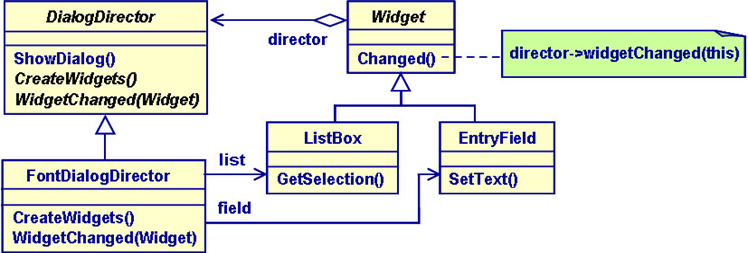 DialogDirector
ShowDialog()
CreateWidgets()
WidgetChanged(Widget)
director
Widget
Changed()
director->widgetChanged(this)
ListBox
GetSelection()
EntryField
SetText()
FontDialogDirector
CreateWidgets()
WidgetChanged(Widget)
list
field